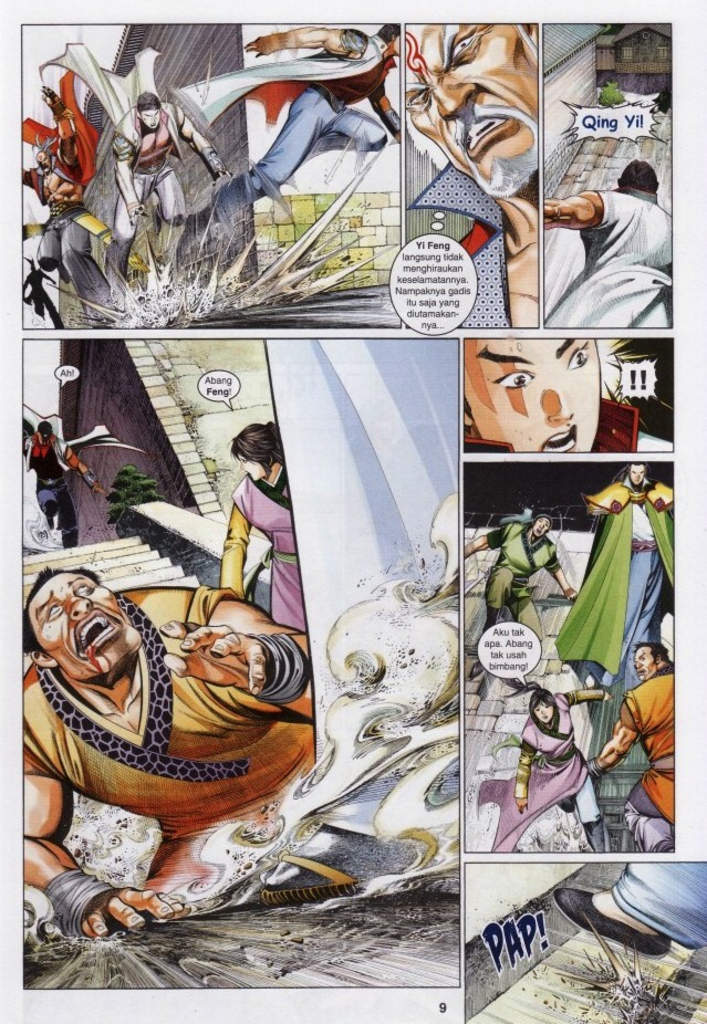 Yi Feng
langsung tidak
menghiraukan
keselamatannya.
Nampaknya gadis
itu saja yang
diutamakan-
nya...
Qing Yi!
Ah!
Abang
Feng!
!!
Aku tak
apa. Abang
tak usah
bimbang!
PAP!
9